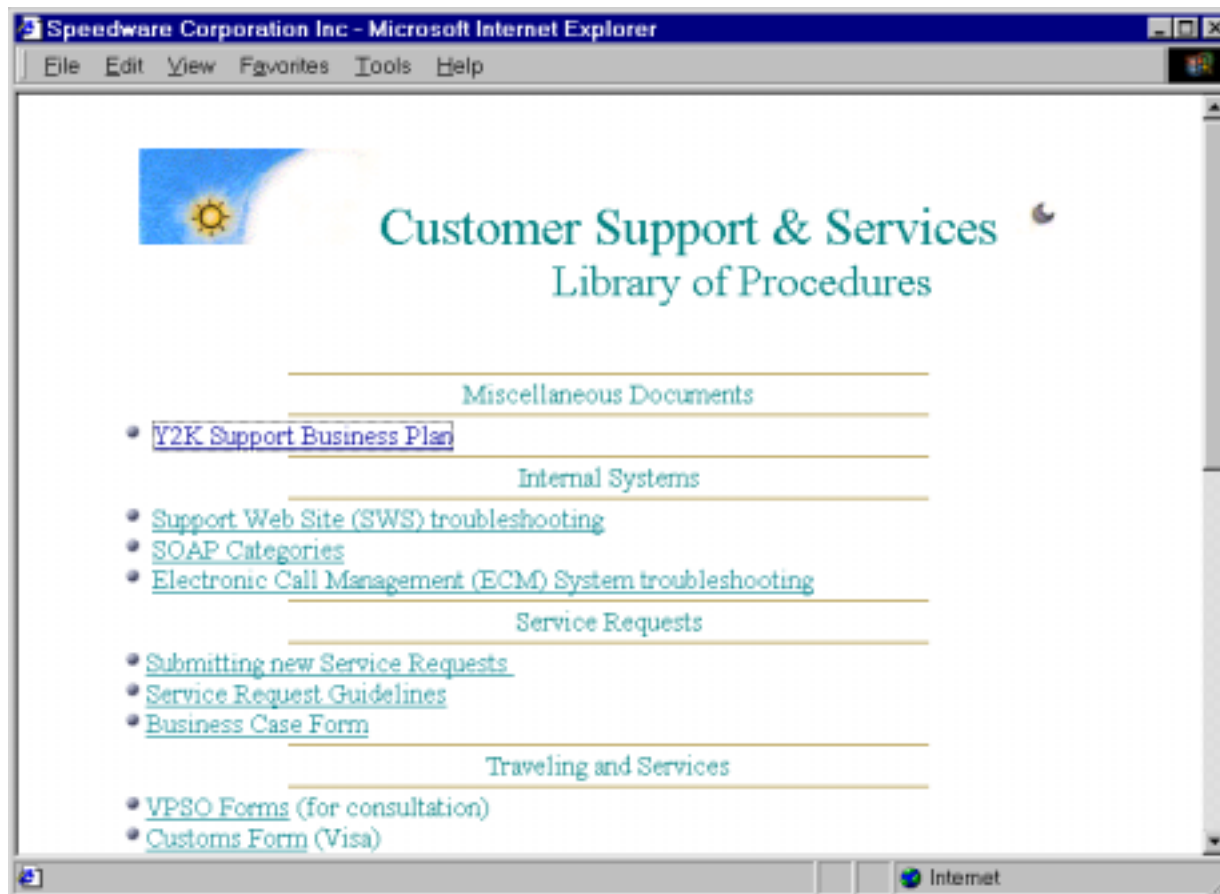 Speedware Corporation Inc - Microsoft Internet Explorer
File Edit View Favorites Tools Help
Customer Support & Services
Library of Procedures
Miscellaneous Documents
Y2K Support Business Plan
Internal Systems
Support Web Site (SWS) troubleshooting
SOAP Categories
Electronic Call Management (ECM) System troubleshooting
Service Requests
Submitting new Service Requests
Service Request Guidelines
Business Case Form
Traveling and Services
VPSO Forms (for consultation)
Customs Form (Visa)
Internet